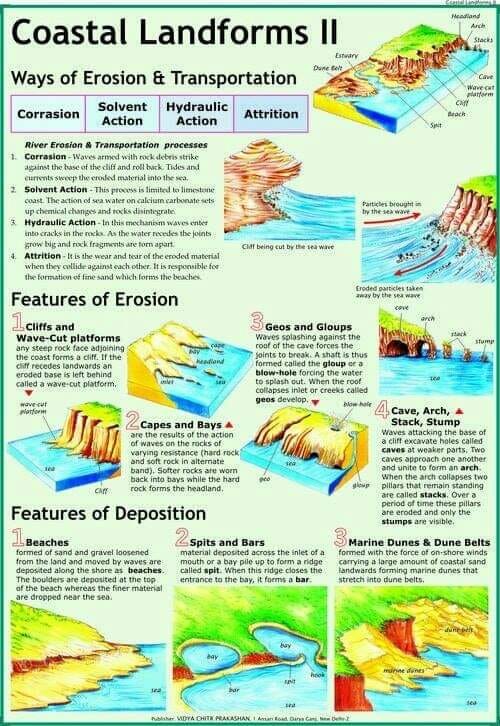 Coastal Landforms II
Coastal Landforms II
Headland
Arch
Stacks
Estuary
Dune Belt
Cave
Wave-cut
platform
Cliff
Beach
Spit
Ways of Erosion & Transportation
Corrasion
Solvent
Action
Hydraulic
Action
Attrition
River Erosion & Transportation processes
1. Corrasion - Waves armed with rock debris strike
against the base of the cliff and roll back. Tides and
currents sweep the eroded material into the sea.
2. Solvent Action - This process is limited to limestone
coast. The action of sea water on calcium carbonate sets
up chemical changes and rocks disintegrate.
3. Hydraulic Action - In this mechanism waves enter
into cracks in the rocks. As the water recedes the joints
grow big and rock fragments are torn apart.
4. Attrition - It is the wear and tear of the eroded material
when they collide against each other. It is responsible for
the formation of fine sand which forms the beaches.
Cliff being cut by the sea wave
Particles brought in
by the sea wave
Eroded particles taken
away by the sea wave
Features of Erosion
1 Cliffs and
Wave-Cut platforms
any steep rock face adjoining
the coast forms a cliff. If the
cliff recedes landwards an
eroded base is left behind
called a wave-cut platform.
cape
bay
headland
inlet
sea
wave-cut
platform
sea
Cliff
2 Capes and Bays
are the results of the action
of waves on the rocks of
varying resistance (hard rock
and soft rock in alternate
band). Softer rocks are worn
back into bays while the hard
rock forms the headland.
3 Geos and Gloups
Waves splashing against the
roof of the cave forces the
joints to break. A shaft is thus
formed called the gloup or a
blow-hole forcing the water
to splash out. When the roof
collapses inlet or creeks called
geos develop.
blow-hole
sea
geo
gloup
cave
arch
stack
stump
sea
4 Cave, Arch,
Stack, Stump
Waves attacking the base of
a cliff excavate holes called
caves at weaker parts. Two
caves approach one another
and unite to form an arch.
When the arch collapses two
pillars that remain standing
are called stacks. Over a
period of time these pillars
are eroded and only the
stumps are visible.
Features of Deposition
1 Beaches
formed of sand and gravel loosened
from the land and moved by waves are
deposited along the shore as beaches.
The boulders are deposited at the top
of the beach whereas the finer material
are dropped near the sea.
sea
2 Spits and Bars
material deposited across the inlet of a
mouth or a bay pile up to form a ridge
called spit. When this ridge closes the
entrance to the bay, it forms a bar.
bay
bay
bar
spit
hook
sea
3 Marine Dunes & Dune Belts
formed with the force of on-shore winds
carrying a large amount of coastal sand
landwards forming marine dunes that
stretch into dune belts.
dune belt
marine dunes
sea
Publisher: VIDYA CHITR PRAKASHAN, 1 Ansari Road, Darya Ganj, New Delhi-2